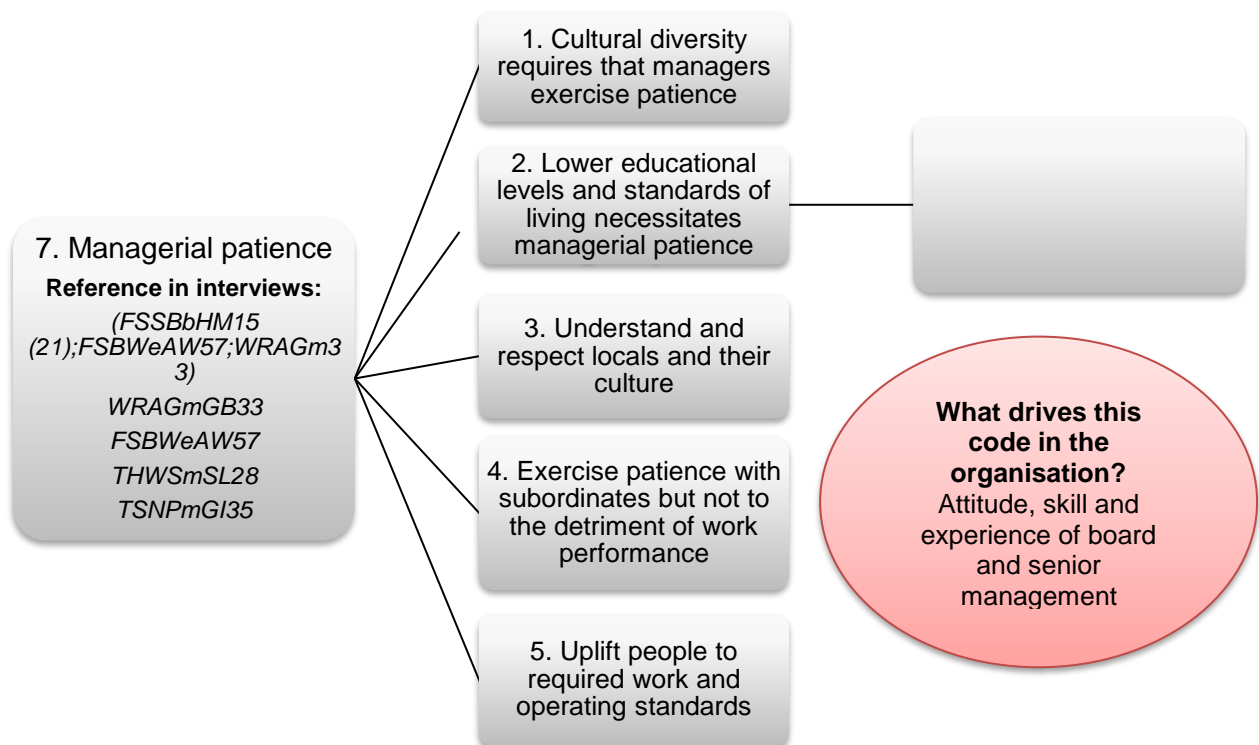 7. Managerial patience
Reference in interviews:
(FSSBbHM15
(21);FSBWeAW57;WRAGm3
3)
WRAGmGB33
FSBWeAW57
THWSmSL28
TSNPmGI35
1. Cultural diversity
requires that managers
exercise patience
2. Lower educational
levels and standards of
living necessitates
managerial patience
3. Understand and
respect locals and their
culture
4. Exercise patience with
subordinates but not to
the detriment of work
performance
5. Uplift people to
required work and
operating standards
What drives this
code in the
organisation?
Attitude, skill and
experience of board
and senior
management